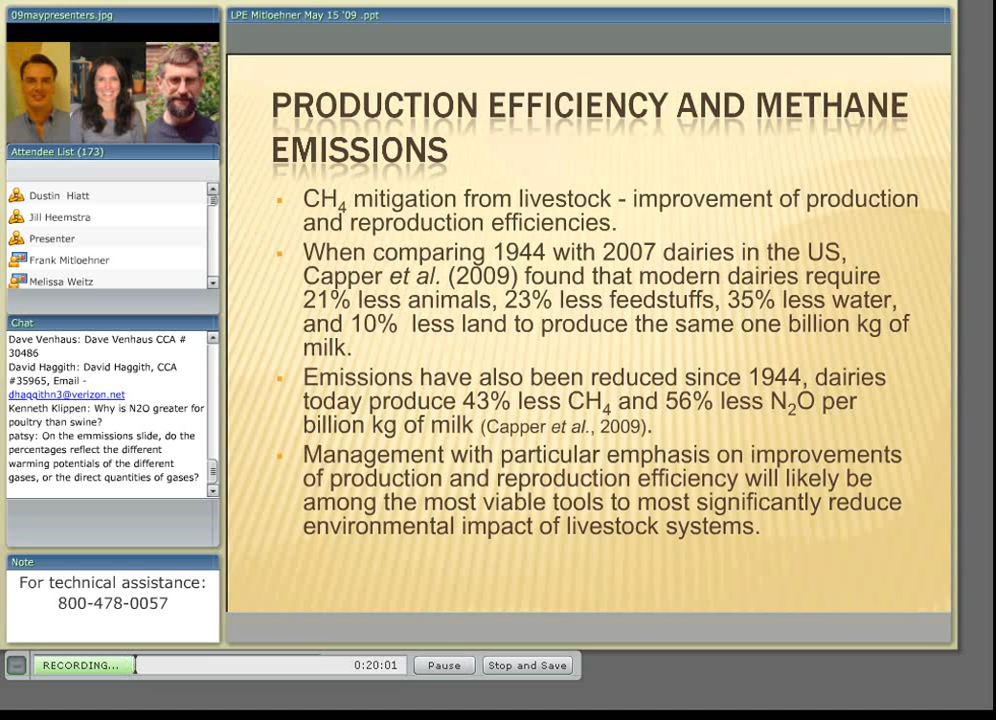 09maypresenters.jpg
LPE Mitloehner May 15 '09 .ppt
Attendee List (173)
Dustin Hiatt
Jill Heemstra
Presenter
Frank Mitloehner
Melissa Weitz
Chat
Dave Venhaus: Dave Venhaus CCA #
30486
David Haggith: David Haggith, CCA
#35965, Email -
dhaggithn3@verizon.net
Kenneth Klippen: Why is N2O greater for
poultry than swine?
patsy: On the emmissions slide, do the
percentages reflect the different
warming potentials of the different
gases, or the direct quantities of gases?
Note
For technical assistance:
800-478-0057
PRODUCTION EFFICIENCY AND METHANE
EMISSIONS
▪ CH₄ mitigation from livestock - improvement of production
and reproduction efficiencies.
▪ When comparing 1944 with 2007 dairies in the US,
Capper et al. (2009) found that modern dairies require
21% less animals, 23% less feedstuffs, 35% less water,
and 10% less land to produce the same one billion kg of
milk.
▪ Emissions have also been reduced since 1944, dairies
today produce 43% less CH₄ and 56% less N₂O per
billion kg of milk (Capper et al., 2009).
▪ Management with particular emphasis on improvements
of production and reproduction efficiency will likely be
among the most viable tools to most significantly reduce
environmental impact of livestock systems.
RECORDING...
0:20:01
Pause
Stop and Save